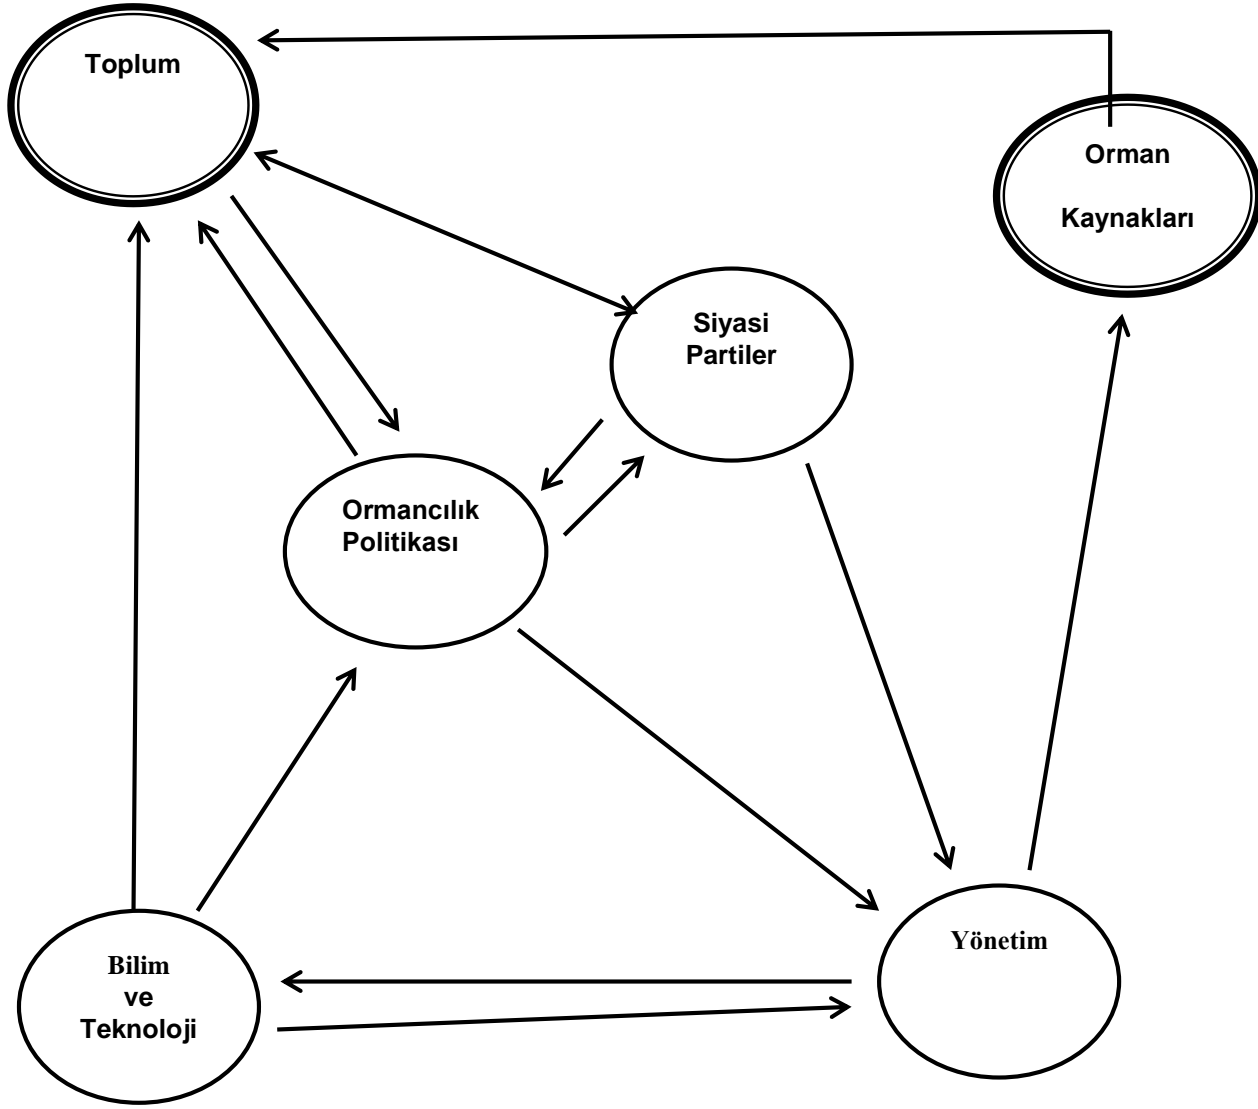 Toplum
Orman
Kaynakları
Siyasi
Partiler
Ormancılık
Politikası
Yönetim
Bilim
ve
Teknoloji